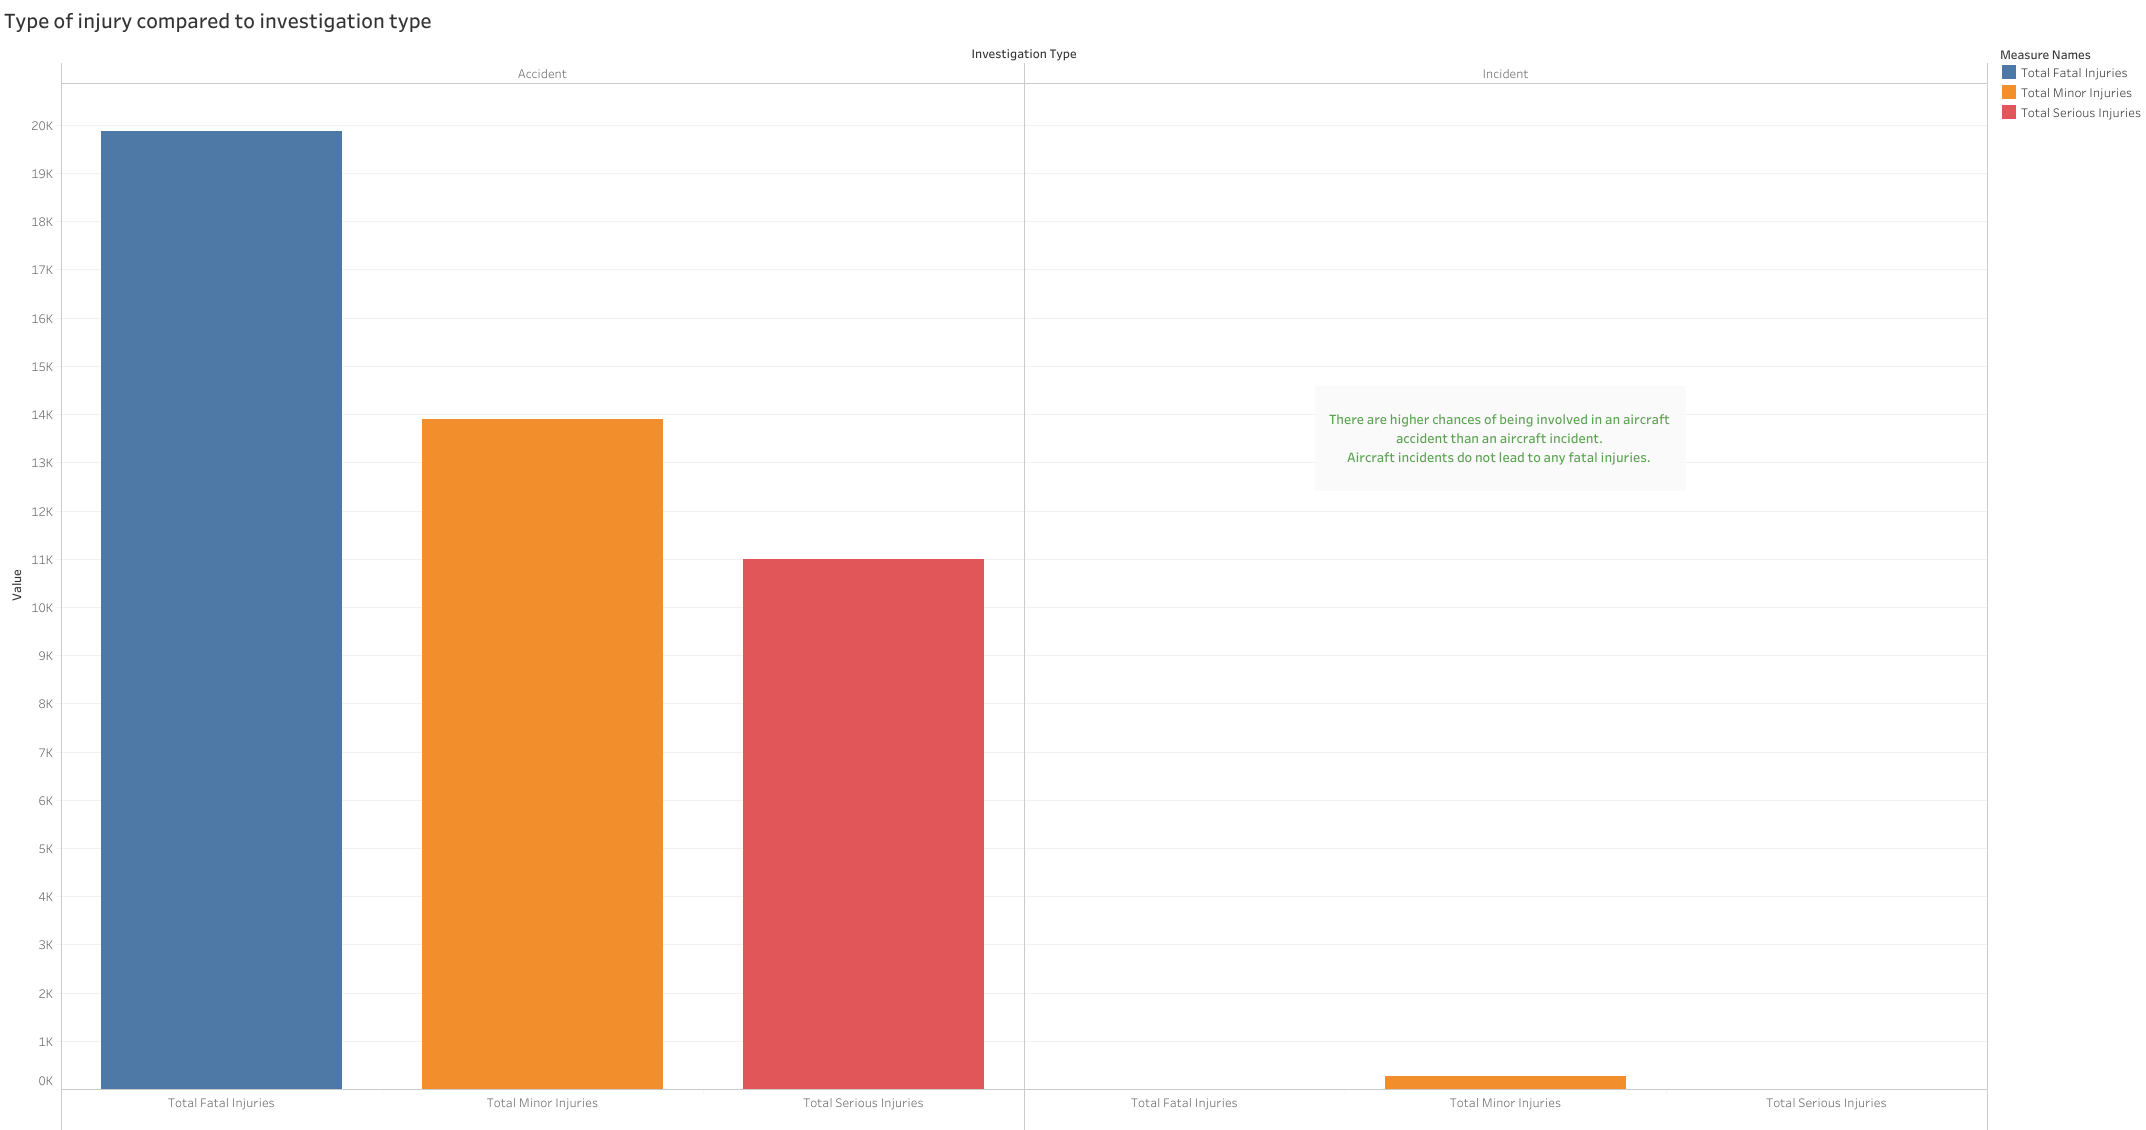 Type of injury compared to investigation type
Investigation Type
Accident
Incident
Measure Names
Total Fatal Injuries
Total Minor Injuries
Total Serious Injuries
20K
19K
18K
17K
16K
15K
14K
13K
12K
11K
10K
9K
8K
7K
6K
5K
4K
3K
2K
1K
0K
Value
There are higher chances of being involved in an aircraft
accident than an aircraft incident.
Aircraft incidents do not lead to any fatal injuries.
Total Fatal Injuries
Total Minor Injuries
Total Serious Injuries
Total Fatal Injuries
Total Minor Injuries
Total Serious Injuries